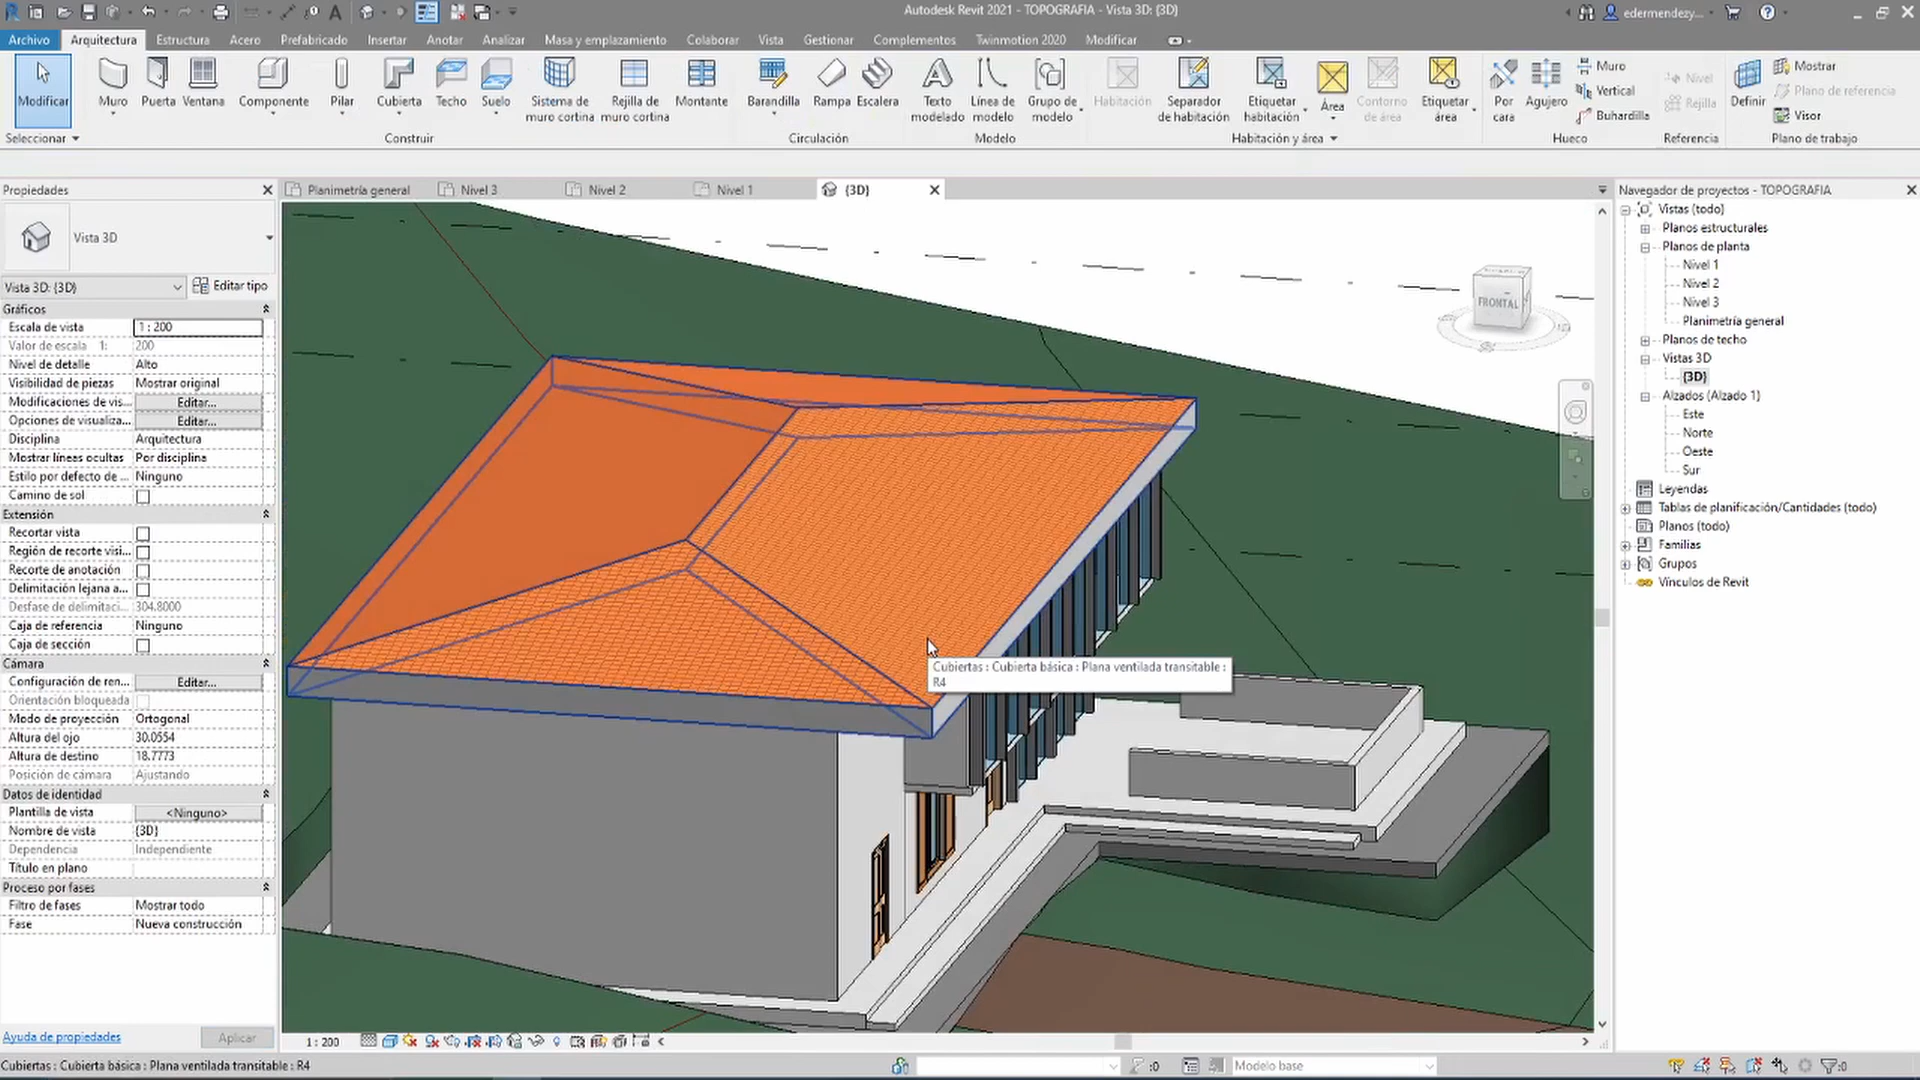 Autodesk Revit 2021 - TOPOGRAFIA - Vista 3D: {3D}
edermendezy...
Archivo Arquitectura Estructura Acero Prefabricado Insertar Anotar Analizar Masa y emplazamiento Colaborar Vista Gestionar Complementos Twinmotion 2020 Modificar
Modificar
Muro
Puerta
Ventana
Componente
Pilar
Cubierta
Techo
Suelo
Sistema de muro cortina
Rejilla de muro cortina
Montante
Barandilla
Rampa
Escalera
Texto modelado
Línea de modelo
Grupo de modelo
Habitación
Separador de habitación
Etiquetar habitación
Área
Contorno de área
Etiquetar área
Por cara
Agujero
Muro
Vertical
Buhardilla
Nivel
Rejilla
Definir
Mostrar
Plano de referencia
Visor
Seleccionar
Construir
Circulación
Modelo
Habitación y área
Hueco
Referencia
Plano de trabajo
Propiedades
Planimetría general
Nivel 3
Nivel 2
Nivel 1
{3D}
Navegador de proyectos - TOPOGRAFIA
Vista 3D
Vista 3D: {3D}
Editar tipo
Gráficos
Escala de vista 1 : 200
Valor de escala 1: 200
Nivel de detalle Alto
Visibilidad de piezas Mostrar original
Modificaciones de vis... Editar...
Opciones de visualiza... Editar...
Disciplina Arquitectura
Mostrar líneas ocultas Por disciplina
Estilo por defecto de ... Ninguno
Camino de sol
Extensión
Recortar vista
Región de recorte visi...
Recorte de anotación
Delimitación lejana a...
Desfase de delimitaci... 304.8000
Caja de referencia Ninguno
Caja de sección
Cámara
Configuración de ren... Editar...
Orientación bloqueada
Modo de proyección Ortogonal
Altura del ojo 30.0554
Altura de destino 18.7773
Posición de cámara Ajustando
Datos de identidad
Plantilla de vista <Ninguno>
Nombre de vista {3D}
Dependencia Independiente
Título en plano
Proceso por fases
Filtro de fases Mostrar todo
Fase Nueva construcción
Ayuda de propiedades
Aplicar
FRONTAL
Cubiertas : Cubierta básica : Plana ventilada transitable :
R4
Vistas (todo)
Planos estructurales
Planos de planta
Nivel 1
Nivel 2
Nivel 3
Planimetría general
Planos de techo
Vistas 3D
{3D}
Alzados (Alzado 1)
Este
Norte
Oeste
Sur
Leyendas
Tablas de planificación/Cantidades (todo)
Planos (todo)
Familias
Grupos
Vínculos de Revit
1 : 200
Cubiertas : Cubierta básica : Plana ventilada transitable : R4
:0
Modelo base
:0